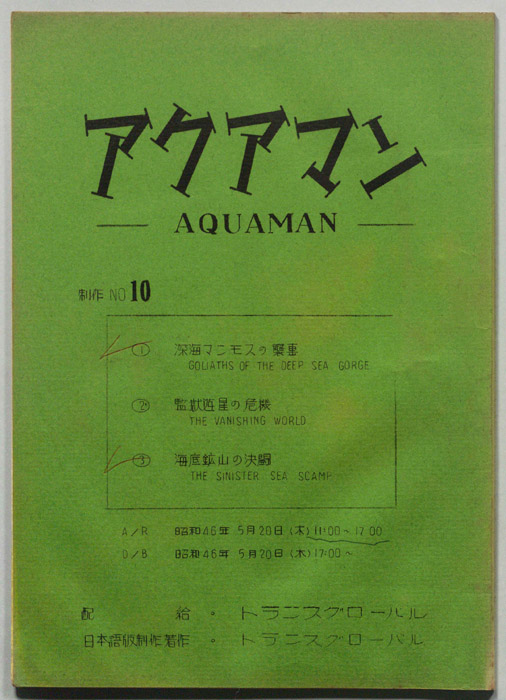 アクアマン
AQUAMAN
制作 NO 10
① 深海マンモスの襲重
GOLIATHS OF THE DEEP SEA GORGE
② 監獄遊星の危機
THE VANISHING WORLD
③ 海底鉱山の決闘
THE SINISTER SEA SCAMP
A/R 昭和46年 5月20日(木) 11:00~17:00
D/B 昭和46年 5月20日(木) 17:00~
配 給 。 トランスグローバル
日本語版制作著作 。 トランスグローバル